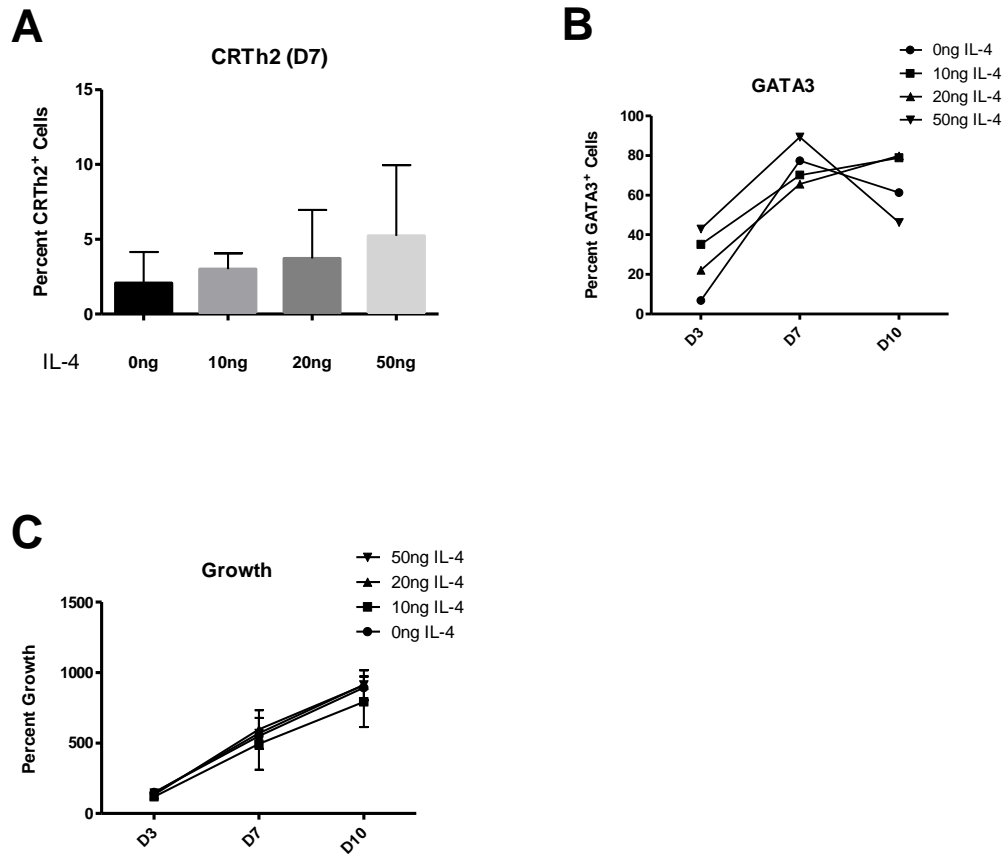 A
CRTh2 (D7)
Percent CRTh2⁺ Cells
15
10
5
0
IL-4 0ng 10ng 20ng 50ng
B
GATA3
0ng IL-4
10ng IL-4
20ng IL-4
50ng IL-4
Percent GATA3⁺ Cells
100
80
60
40
20
0
D3 D7 D10
C
Growth
50ng IL-4
20ng IL-4
10ng IL-4
0ng IL-4
Percent Growth
1500
1000
500
0
D3 D7 D10